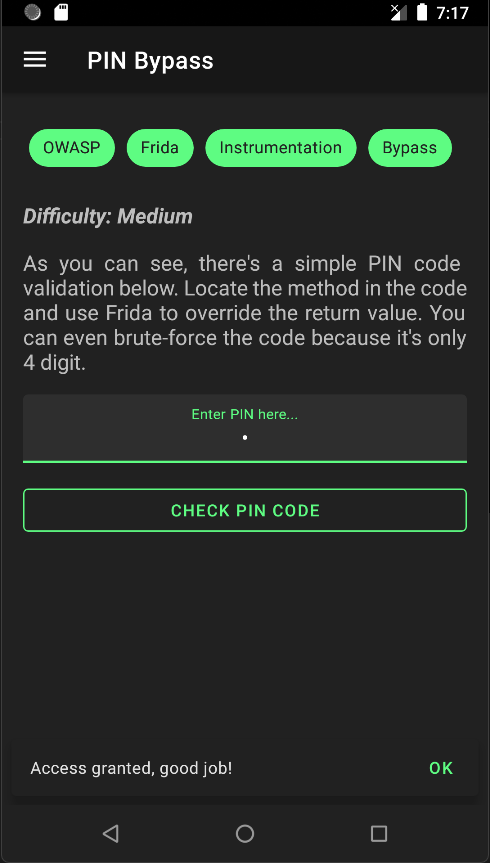 7:17
PIN Bypass
OWASP Frida Instrumentation Bypass
Difficulty: Medium
As you can see, there's a simple PIN code
validation below. Locate the method in the code
and use Frida to override the return value. You
can even brute-force the code because it's only
4 digit.
Enter PIN here...
CHECK PIN CODE
Access granted, good job! OK